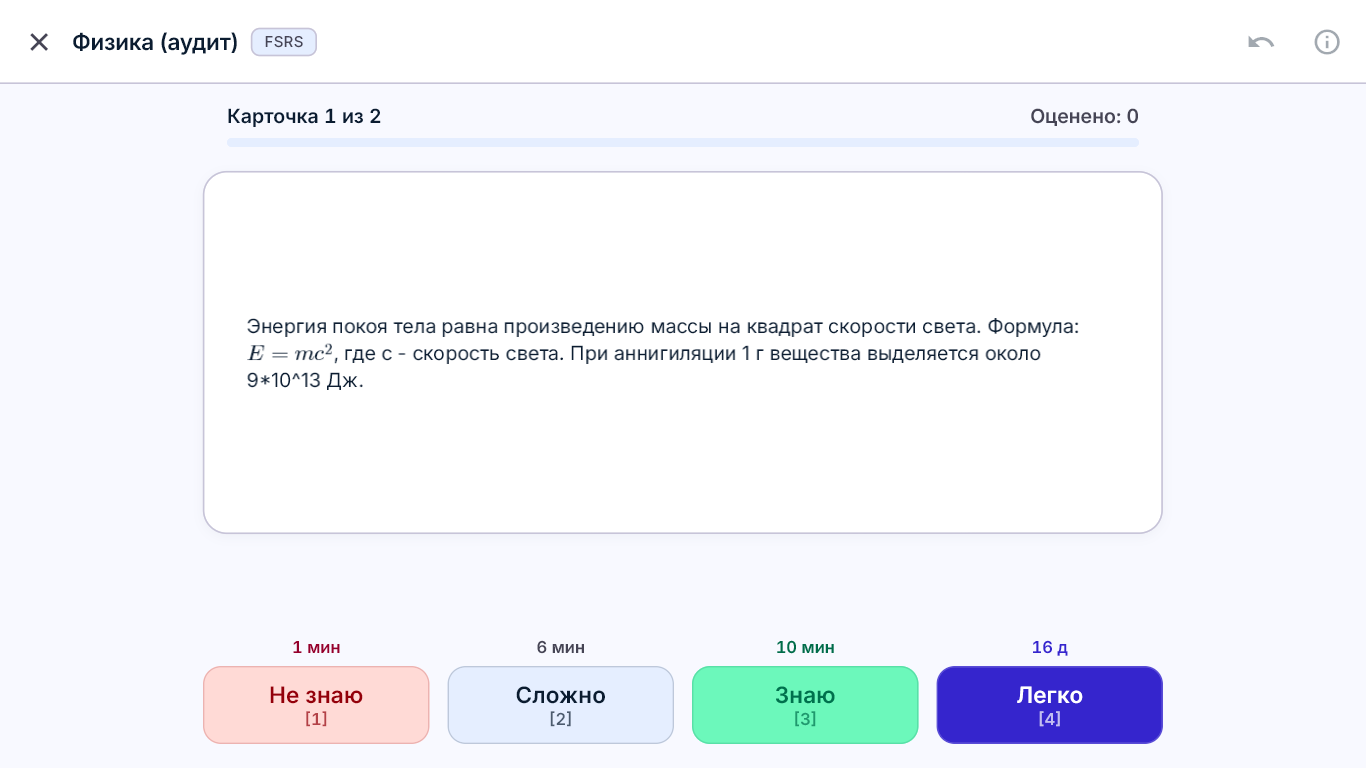 Физика (аудит) FSRS
Карточка 1 из 2
Оценено: 0
Энергия покоя тела равна произведению массы на квадрат скорости света. Формула:
E = mc², где c - скорость света. При аннигиляции 1 г вещества выделяется около
9*10^13 Дж.
1 мин
6 мин
10 мин
16 д
Не знаю
[1]
Сложно
[2]
Знаю
[3]
Легко
[4]